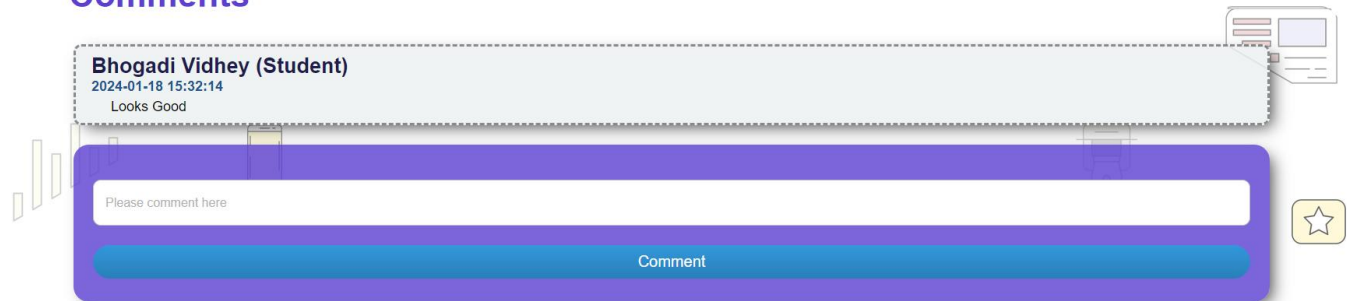 Comments
Bhogadi Vidhey (Student)
2024-01-18 15:32:14
Looks Good
Please comment here
Comment